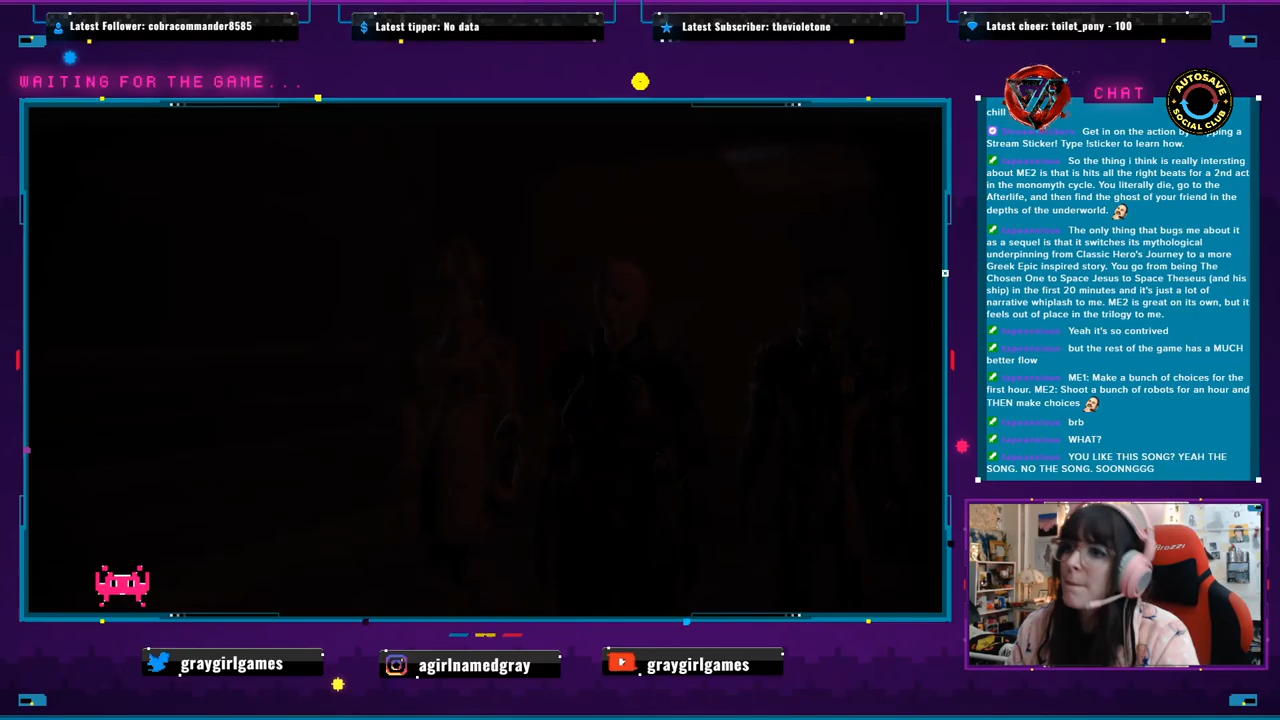 Latest Follower: cobracommander8585
Latest tipper: No data
Latest Subscriber: thevioletone
Latest cheer: toilet_pony - 100
WAITING FOR THE GAME...
CHAT
AUTOSAVE
SOCIAL CLUB
chill
Get in on the action by a
Stream Sticker! Type !sticker to learn how.
So the thing i think is really intersting
about ME2 is that is hits all the right beats for a 2nd act
in the monomyth cycle. You literally die, go to the
Afterlife, and then find the ghost of your friend in the
depths of the underworld.
The only thing that bugs me about it
as a sequel is that it switches its mythological
underpinning from Classic Hero's Journey to a more
Greek Epic inspired story. You go from being The
Chosen One to Space Jesus to Space Theseus (and his
ship) in the first 20 minutes and it's just a lot of
narrative whiplash to me. ME2 is great on its own, but it
feels out of place in the trilogy to me.
Yeah it's so contrived
but the rest of the game has a MUCH
better flow
ME1: Make a bunch of choices for the
first hour. ME2: Shoot a bunch of robots for an hour and
THEN make choices
brb
WHAT?
YOU LIKE THIS SONG? YEAH THE
SONG. NO THE SONG. SOONNGGG
graygirlgames
agirlnamedgray
graygirlgames